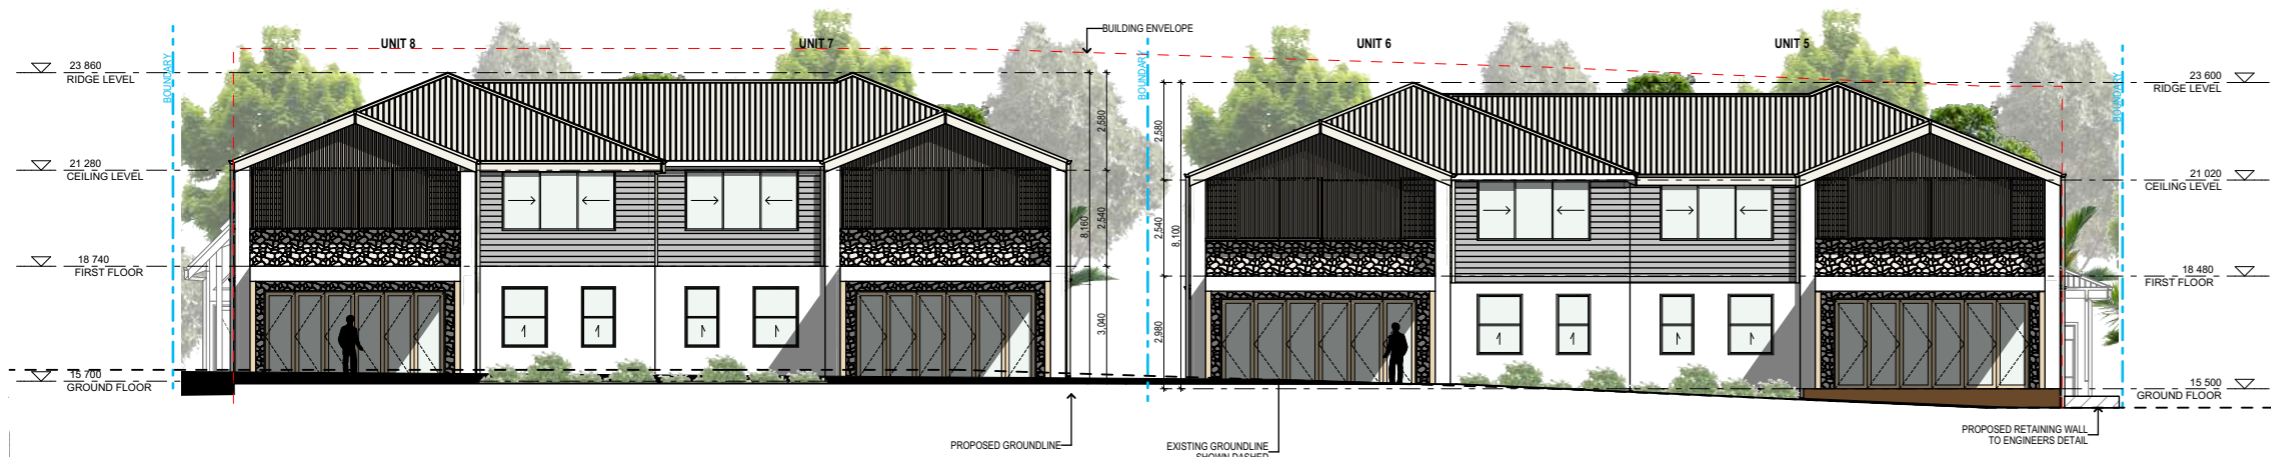 UNIT 8
UNIT 7
BUILDING ENVELOPE
UNIT 6
UNIT 5
23 860
RIDGE LEVEL
21 280
CEILING LEVEL
18 740
FIRST FLOOR
15 700
GROUND FLOOR
BOUNDARY
2,580
2,540
3,040
8,160
BOUNDARY
2,580
2,540
2,980
8,100
BOUNDARY
23 600
RIDGE LEVEL
21 020
CEILING LEVEL
18 480
FIRST FLOOR
15 500
GROUND FLOOR
PROPOSED GROUNDLINE
EXISTING GROUNDLINE
SHOWN DASHED
PROPOSED RETAINING WALL
TO ENGINEERS DETAIL